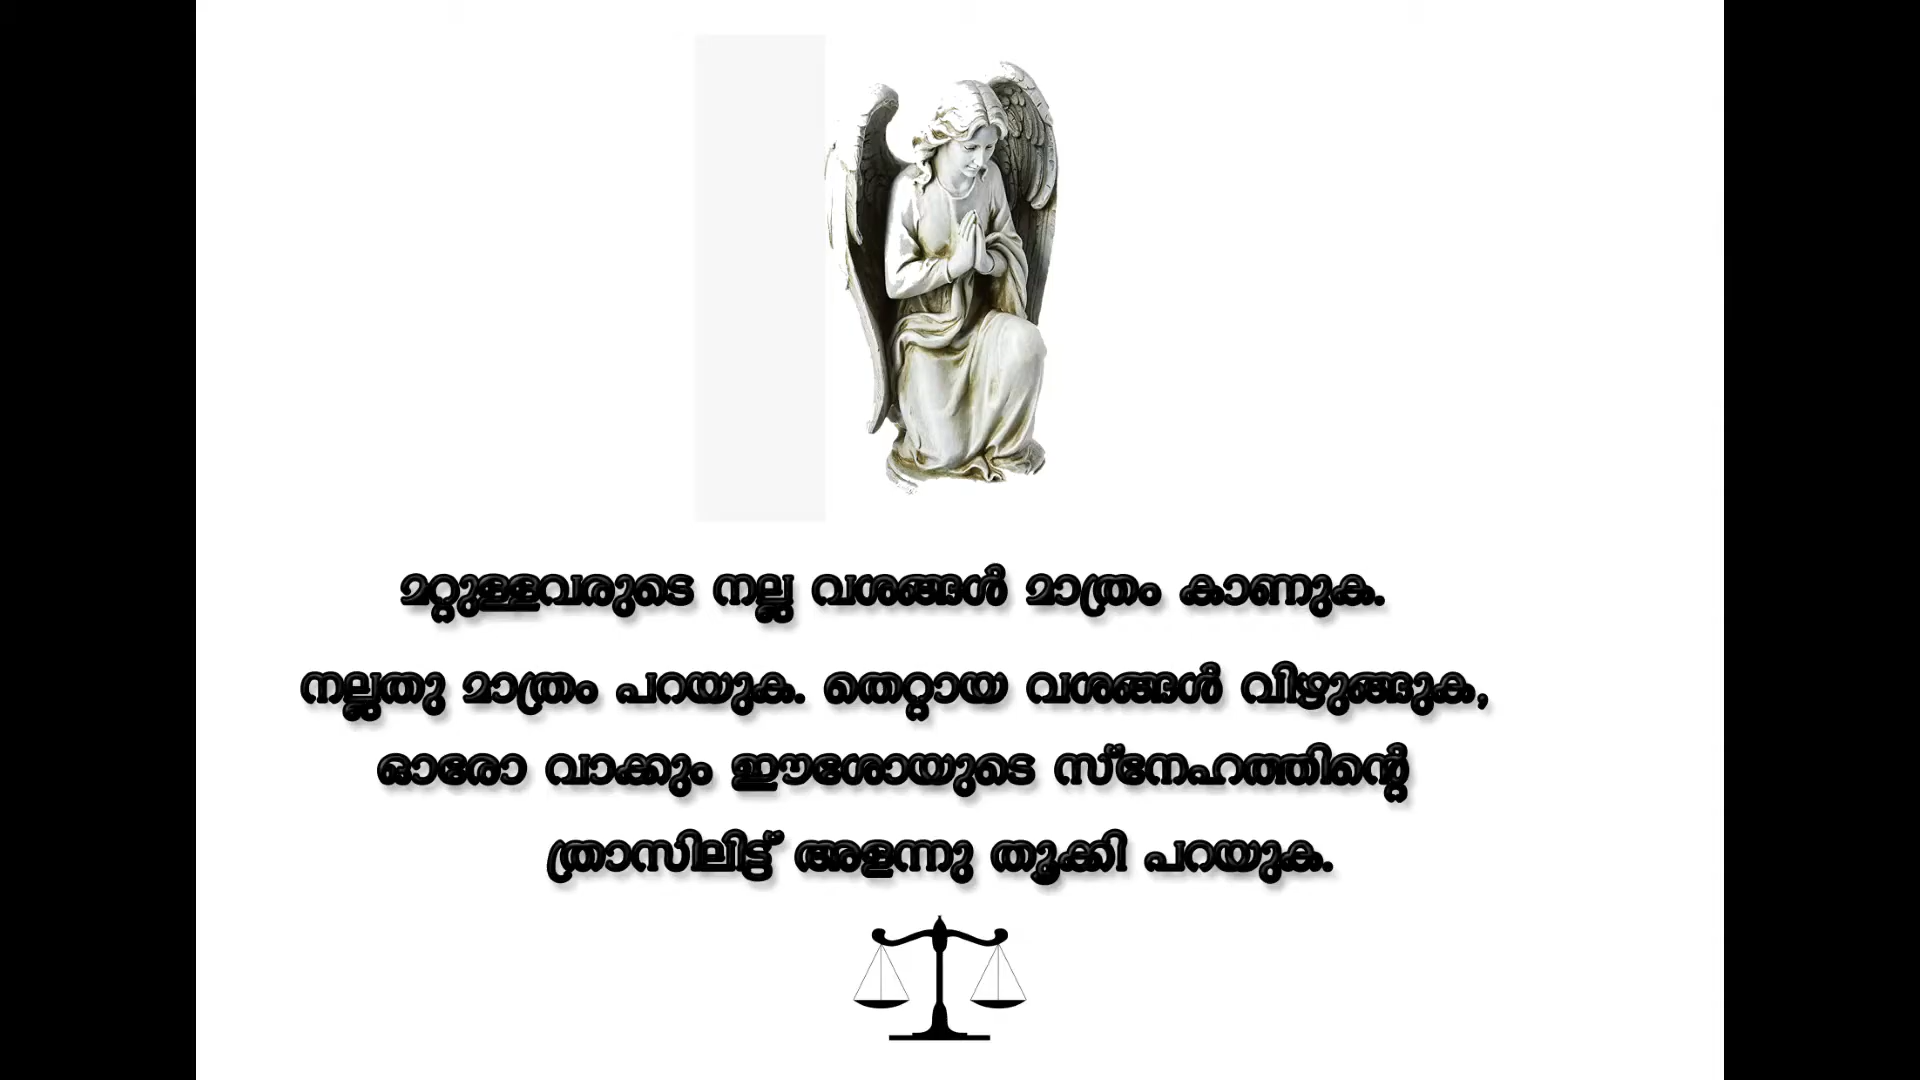 മറ്റുള്ളവരുടെ നല്ല വശങ്ങൾ മാത്രം കാണുക.
നല്ലതു മാത്രം പറയുക. തെറ്റായ വശങ്ങൾ വിഴുങ്ങുക,
ഓരോ വാക്കും ഈശോയുടെ സ്നേഹത്തിന്റെ
ത്രാസിലിട്ട് അളന്നു തൂക്കി പറയുക.